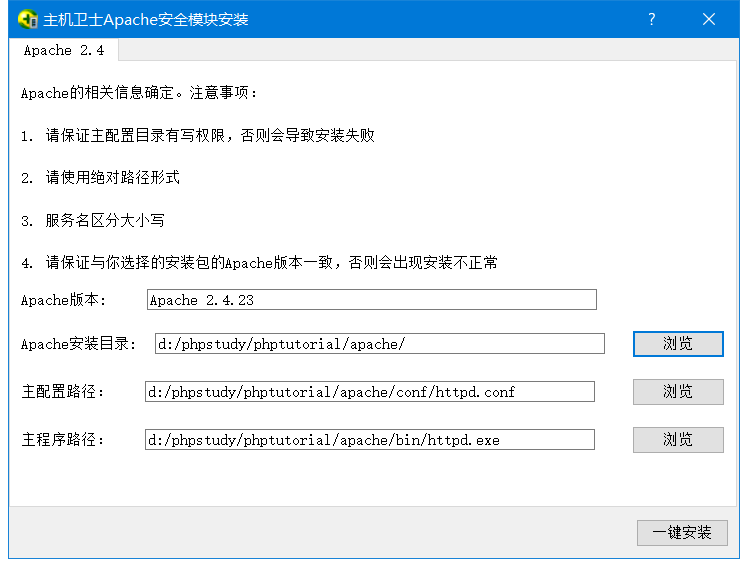 主机卫士Apache安全模块安装
?
Apache 2.4
Apache的相关信息确定。注意事项：
1. 请保证主配置目录有写权限，否则会导致安装失败
2. 请使用绝对路径形式
3. 服务名区分大小写
4. 请保证与你选择的安装包的Apache版本一致，否则会出现安装不正常
Apache版本： Apache 2.4.23
Apache安装目录： d:/phpstudy/phptutorial/apache/ 浏览
主配置路径： d:/phpstudy/phptutorial/apache/conf/httpd.conf 浏览
主程序路径： d:/phpstudy/phptutorial/apache/bin/httpd.exe 浏览
一键安装